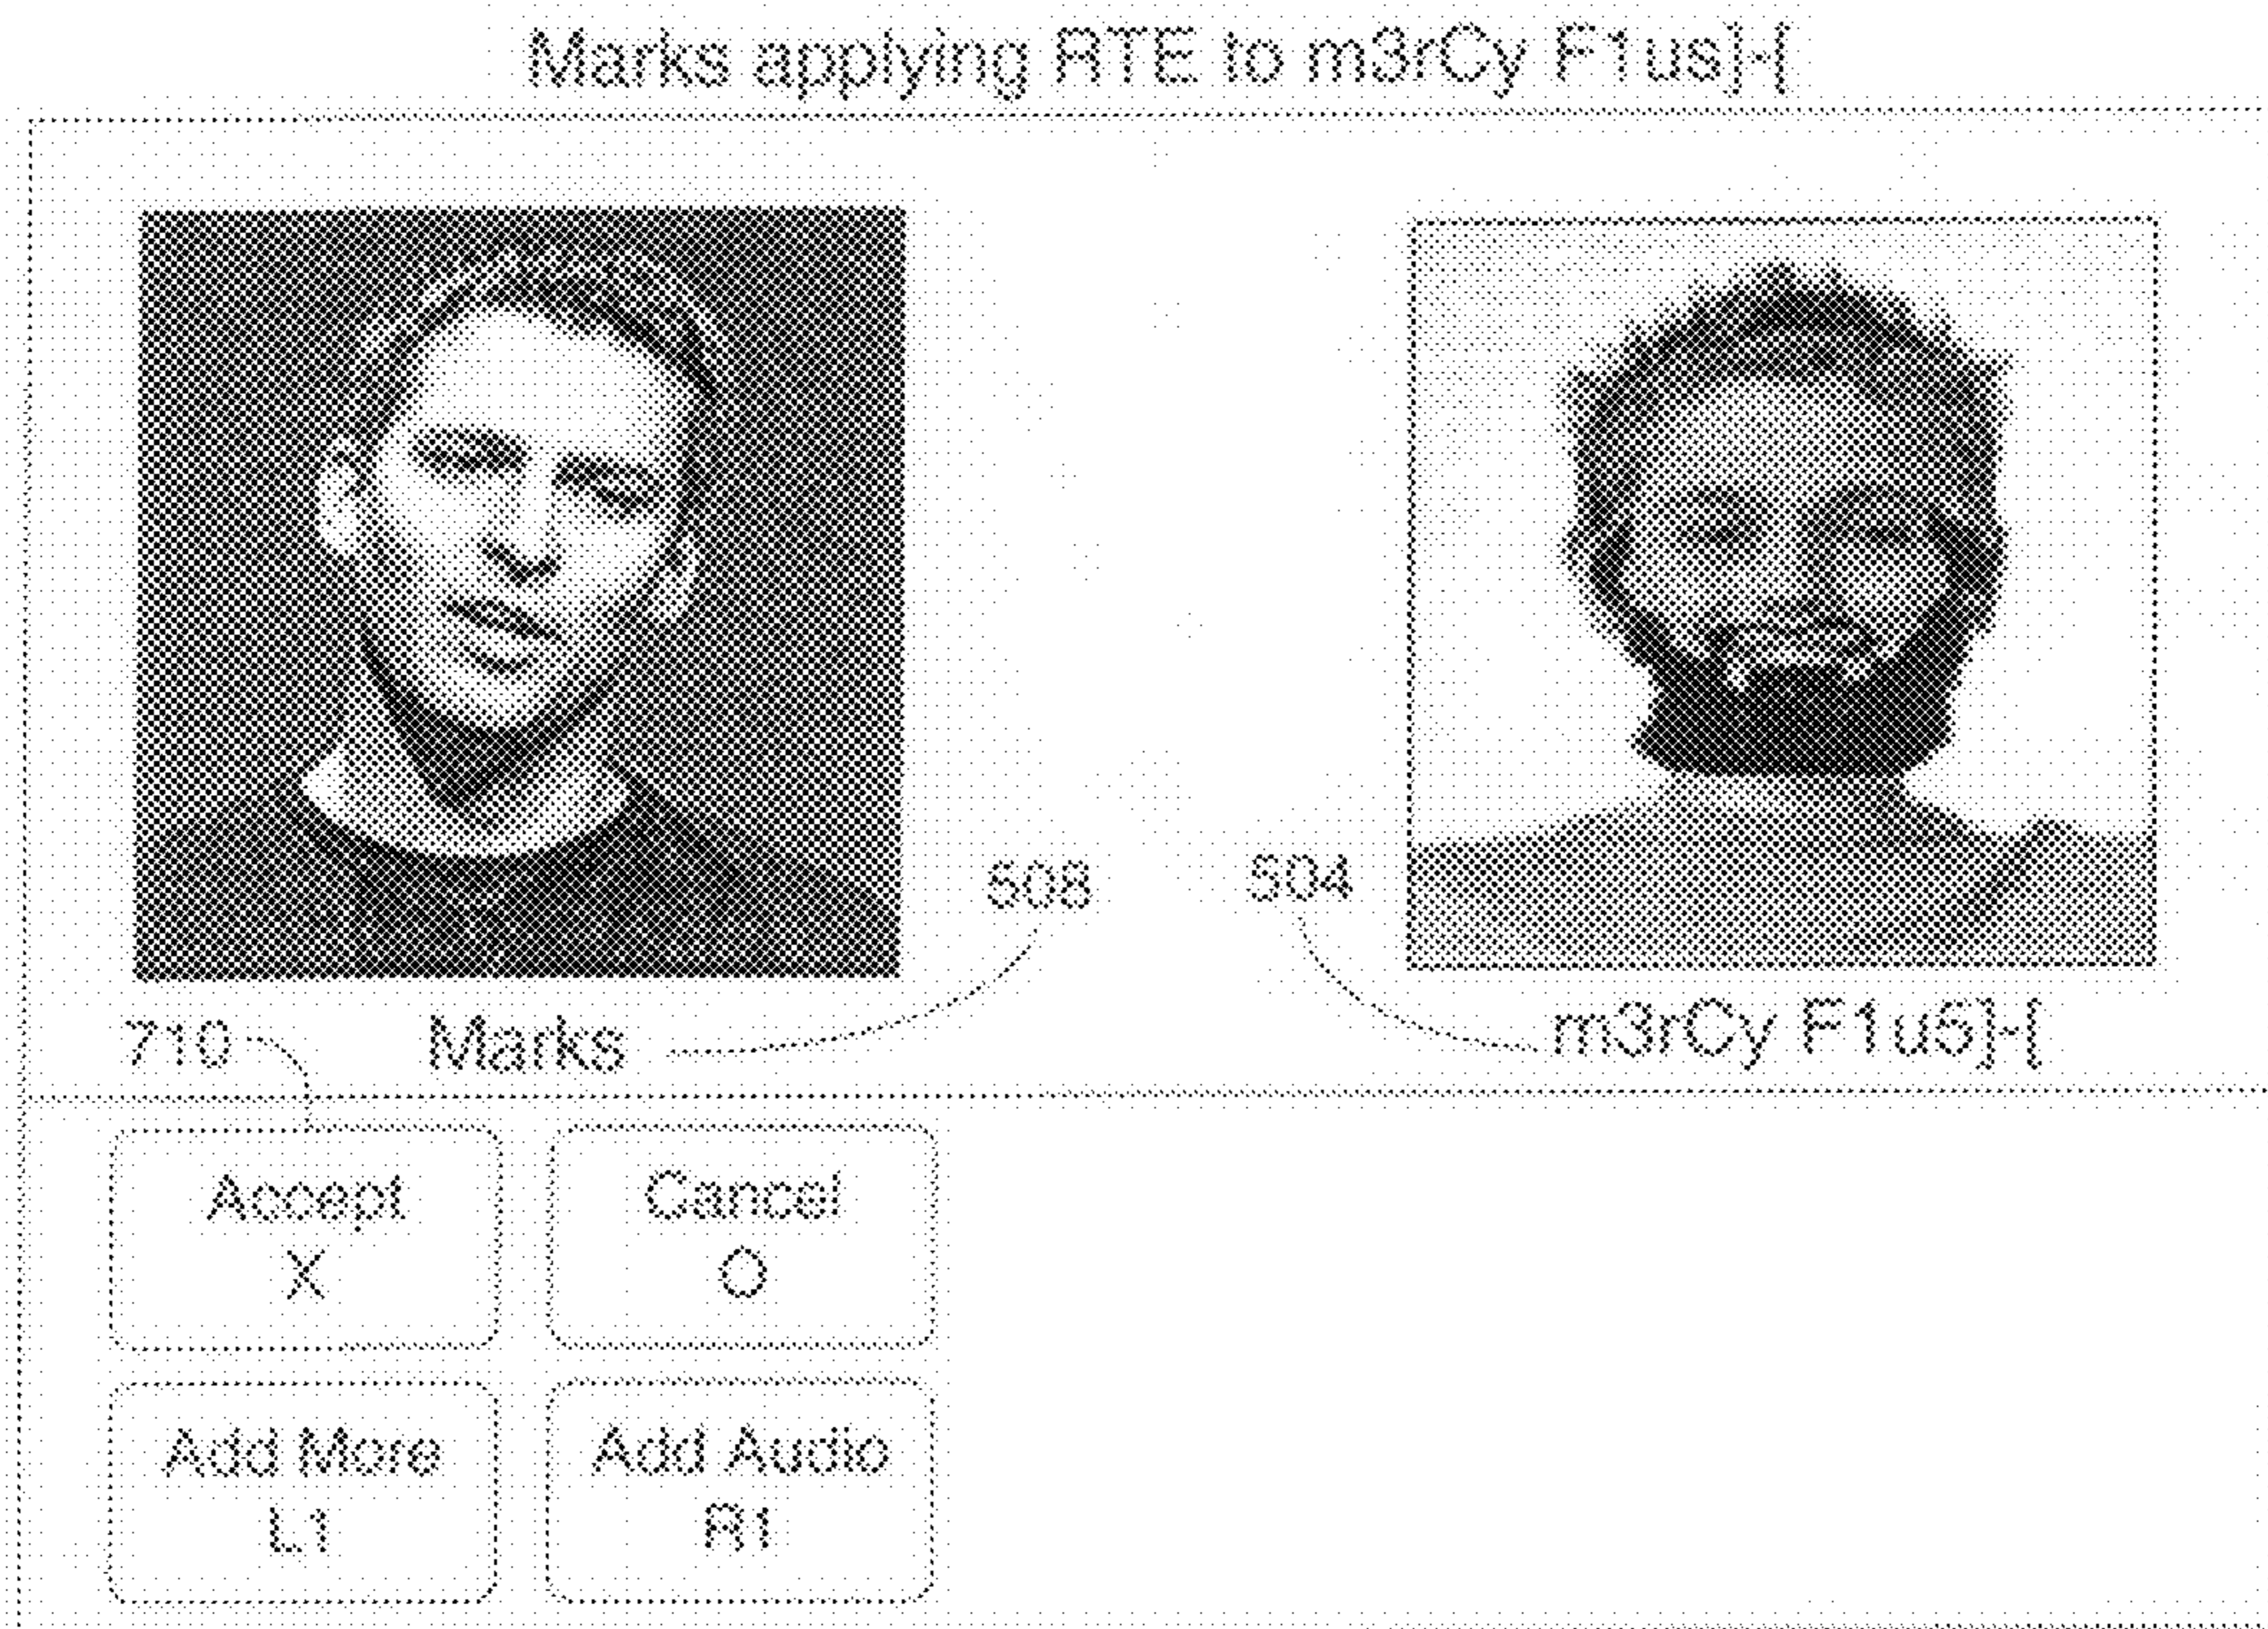 Marks applying RTE to m3rCy F1us]-[
508
504
710
Marks
m3rCy F1u5]-[
Accept
X
Cancel
O
Add More
L1
Add Audio
R1